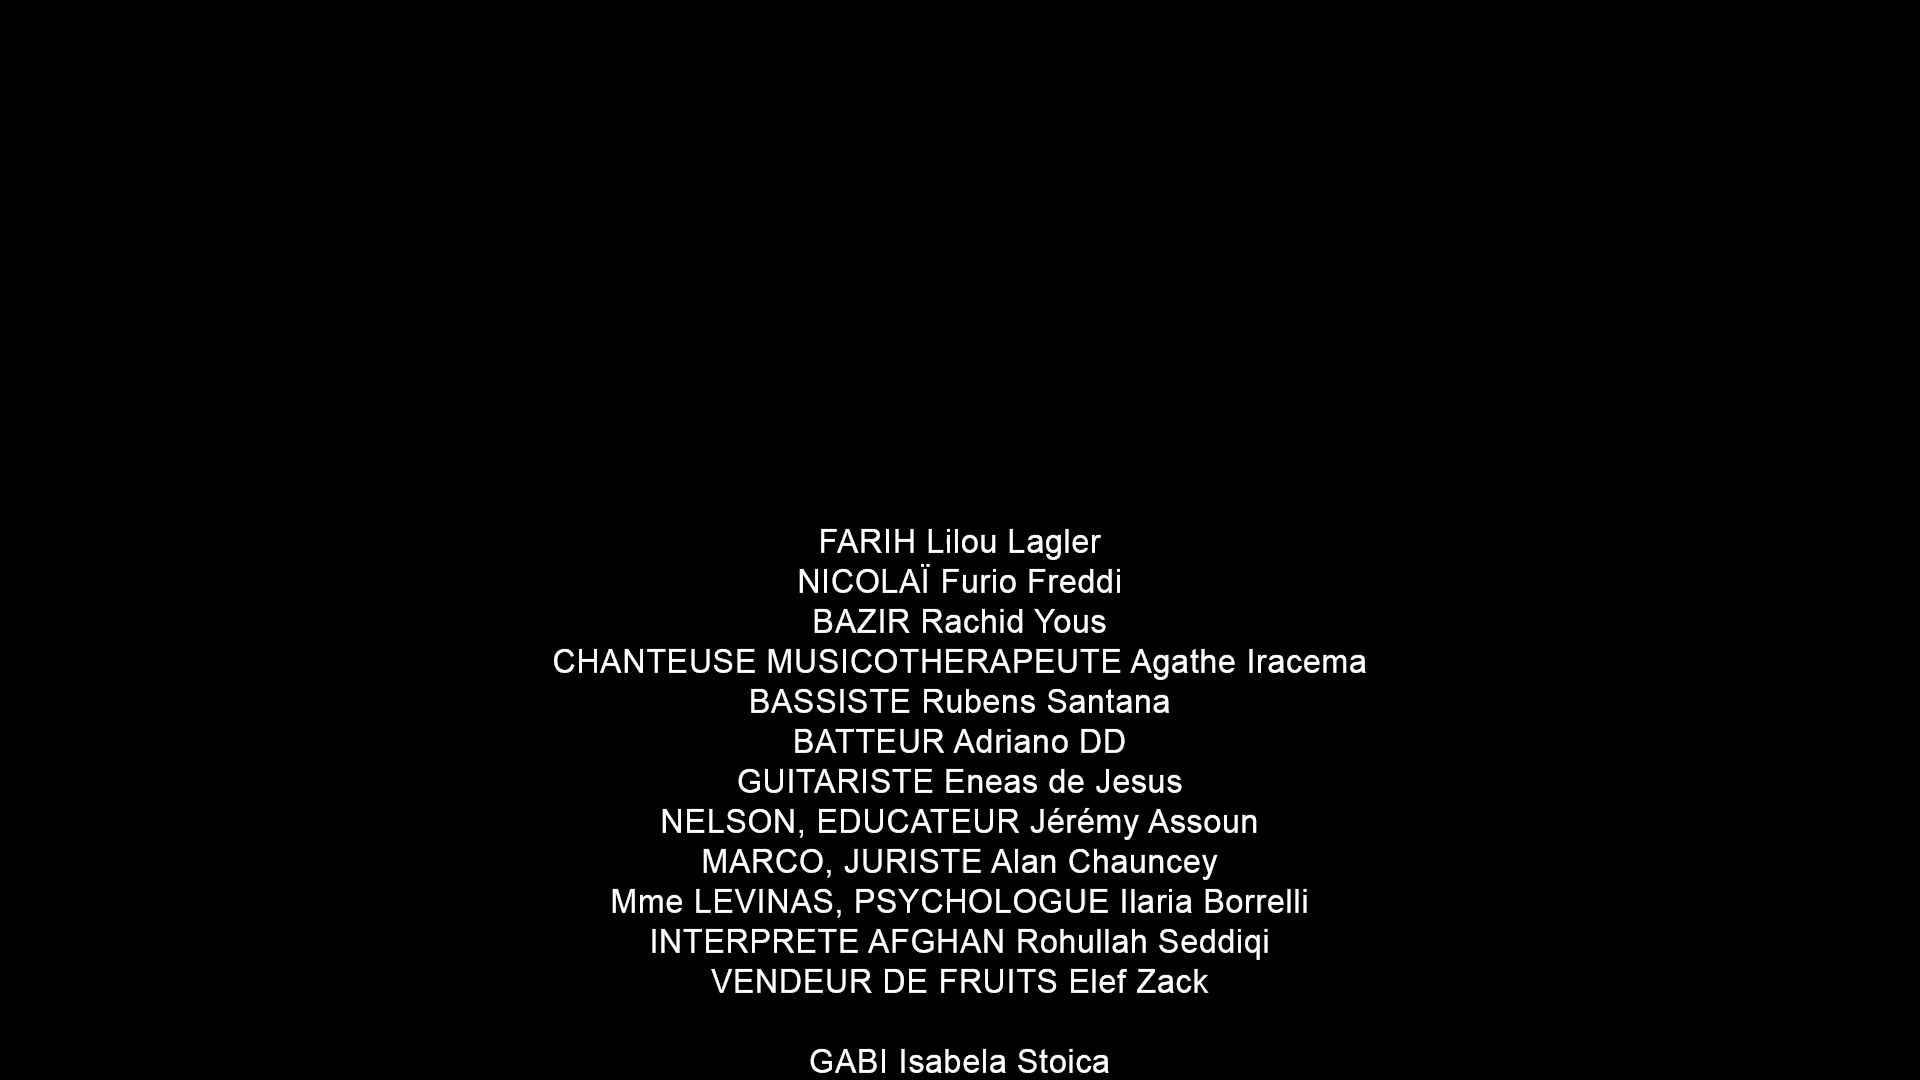 FARIH Lilou Lagler
NICOLAÏ Furio Freddi
BAZIR Rachid Yous
CHANTEUSE MUSICOTHERAPEUTE Agathe Iracema
BASSISTE Rubens Santana
BATTEUR Adriano DD
GUITARISTE Eneas de Jesus
NELSON, EDUCATEUR Jérémy Assoun
MARCO, JURISTE Alan Chauncey
Mme LEVINAS, PSYCHOLOGUE Ilaria Borrelli
INTERPRETE AFGHAN Rohullah Seddiqi
VENDEUR DE FRUITS Elef Zack
GABI Isabela Stoica